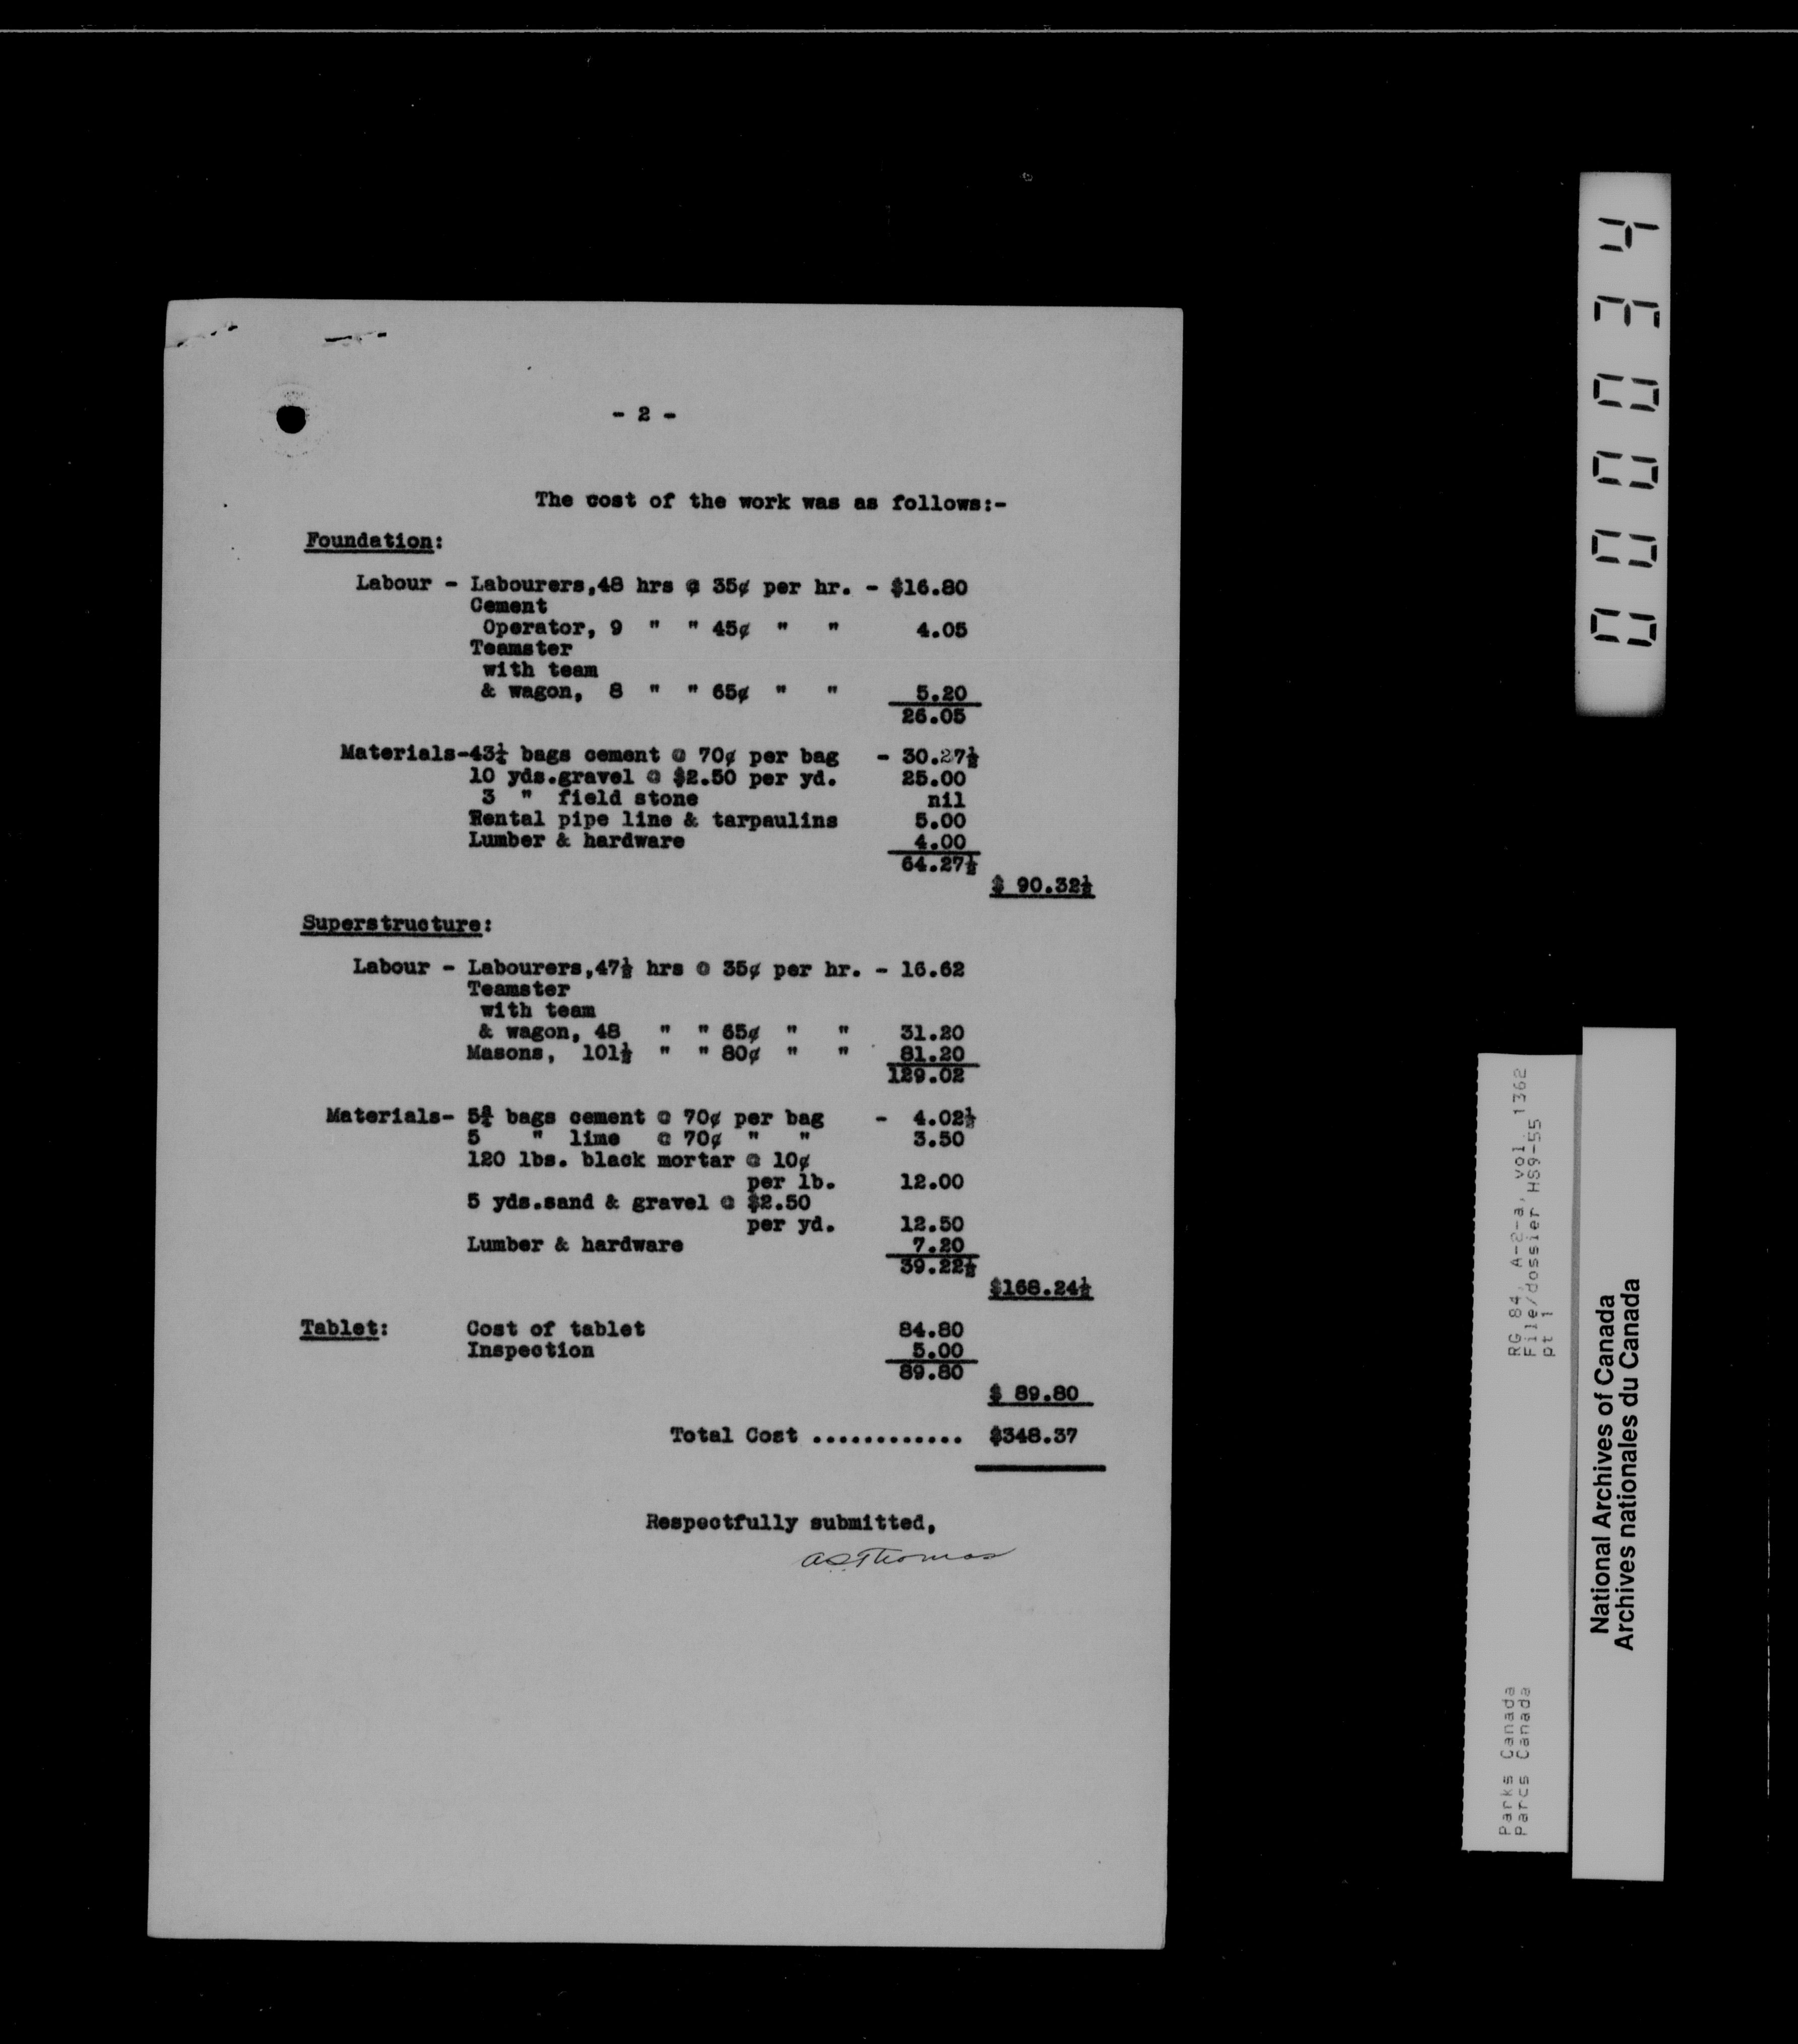 - 2 -
The cost of the work was as follows:-
Foundation:
Labour - Labourers,48 hrs @ 35¢ per hr. - $16.80
Cement
Operator, 9 " " 45¢ " " 4.05
Teamster
with team
& wagon, 8 " " 65¢ " " 5.20
26.05
Materials-43¼ bags cement @ 70¢ per bag - 30.27½
10 yds.gravel @ $2.50 per yd. 25.00
3 " field stone nil
Rental pipe line & tarpaulins 5.00
Lumber & hardware 4.00
64.27½
$ 90.32½
Superstructure:
Labour - Labourers,47½ hrs @ 35¢ per hr. - 16.62
Teamster
with team
& wagon, 48 " " 65¢ " " 31.20
Masons, 101½ " " 80¢ " " 81.20
129.02
Materials- 5¾ bags cement @ 70¢ per bag - 4.02½
5 " lime @ 70¢ " " 3.50
120 lbs. black mortar @ 10¢
per lb. 12.00
5 yds.sand & gravel @ $2.50
per yd. 12.50
Lumber & hardware 7.20
39.22½
$168.24½
Tablet: Cost of tablet 84.80
Inspection 5.00
89.80
$ 89.80
Total Cost ............ $348.37
Respectfully submitted,
Thomas
000034
RG 84, A-2-a, vol. 1362
File/dossier HS9-55
pt 1
Parks Canada
Parcs Canada
National Archives of Canada
Archives nationales du Canada